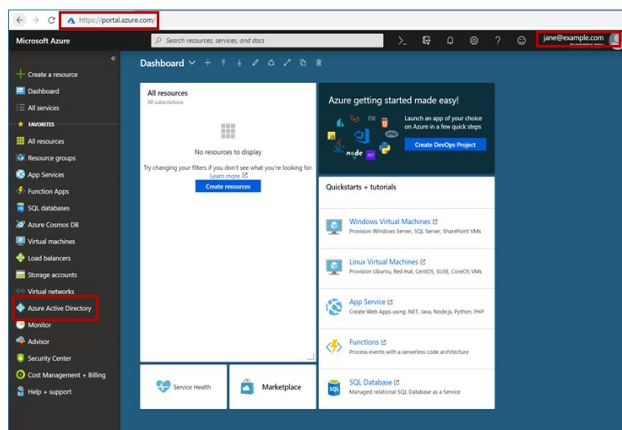 https://portal.azure.com/
Microsoft Azure
Search resources, services, and docs
jane@example.com
Create a resource
Dashboard
All services
FAVORITES
All resources
Resource groups
App Services
Function Apps
SQL databases
Azure Cosmos DB
Virtual machines
Load balancers
Storage accounts
Virtual networks
Azure Active Directory
Monitor
Advisor
Security Center
Cost Management + Billing
Help + support
Dashboard
All resources
All subscriptions
No resources to display
Try changing your filters if you don't see what you're looking for.
Learn more
Create resources
Service Health
Marketplace
Azure getting started made easy!
Launch an app of your choice
on Azure in a few quick steps
Create DevOps Project
node
php
Quickstarts + tutorials
Windows Virtual Machines
Provision Windows Server, SQL Server, SharePoint VMs
Linux Virtual Machines
Provision Ubuntu, Red Hat, CentOS, SUSE, CoreOS VMs
App Service
Create Web Apps using .NET, Java, Node.js, Python, PHP
Functions
Process events with a serverless code architecture
SQL Database
Managed relational SQL Database as a Service
SQL